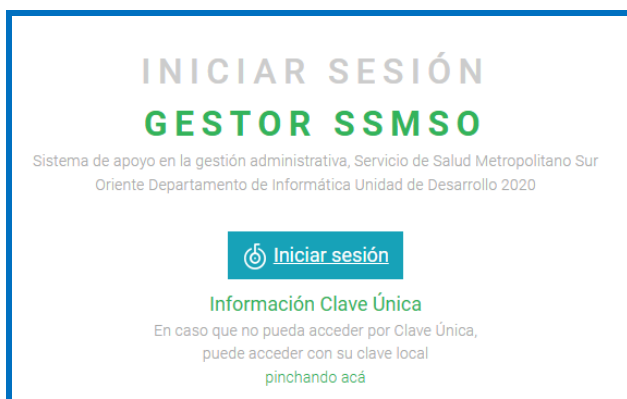 INICIAR SESIÓN
GESTOR SSMSO
Sistema de apoyo en la gestión administrativa, Servicio de Salud Metropolitano Sur
Oriente Departamento de Informática Unidad de Desarrollo 2020
Iniciar sesión
Información Clave Única
En caso que no pueda acceder por Clave Única,
puede acceder con su clave local
pinchando acá